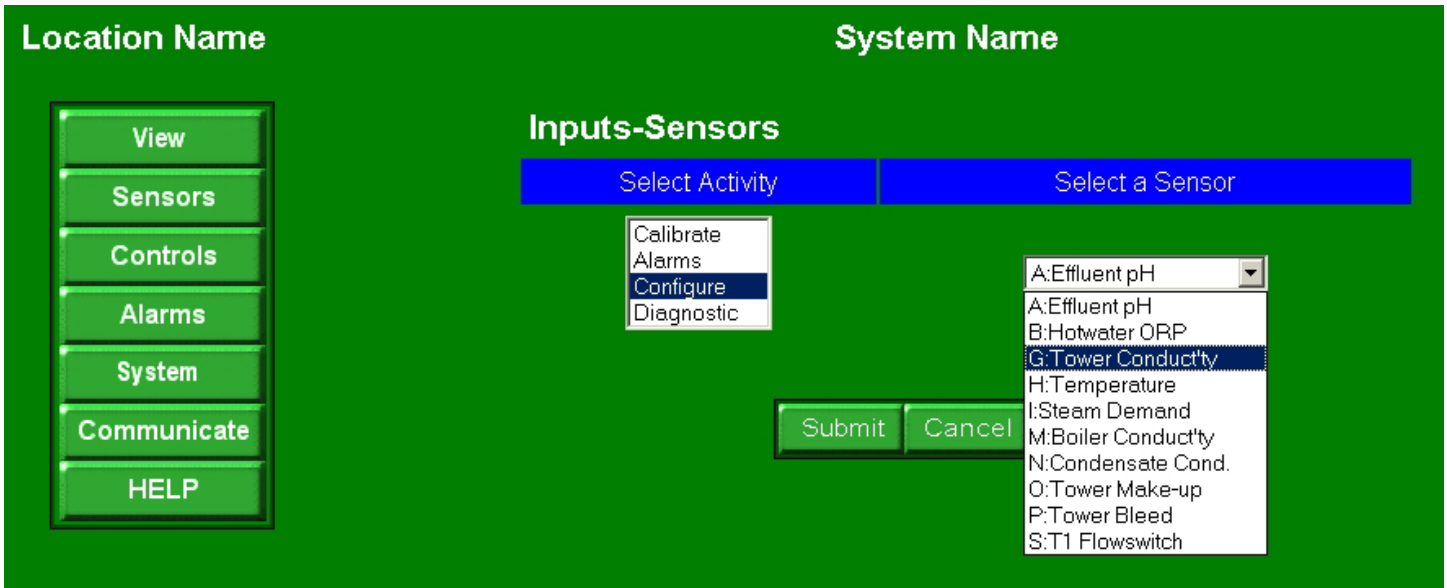 Location Name
System Name
View
Sensors
Controls
Alarms
System
Communicate
HELP
Inputs-Sensors
Select Activity
Select a Sensor
Calibrate
Alarms
Configure
Diagnostic
A:Effluent pH
A:Effluent pH
B:Hotwater ORP
G:Tower Conduct'ty
H:Temperature
I:Steam Demand
M:Boiler Conduct'ty
N:Condensate Cond.
O:Tower Make-up
P:Tower Bleed
S:T1 Flowswitch
Submit
Cancel